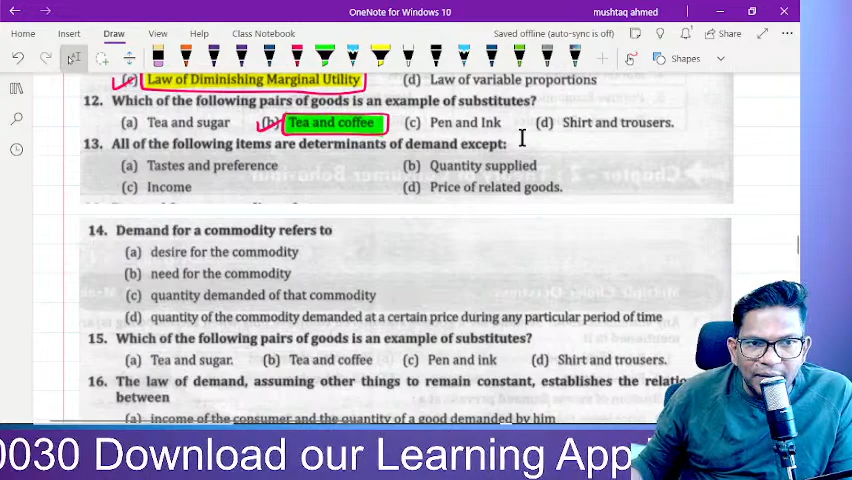 OneNote for Windows 10
mushtaq ahmed
Home Insert Draw View Help Class Notebook
Saved offline (auto-sync is off)
Share
Shapes
(c) Law of Diminishing Marginal Utility (d) Law of variable proportions
12. Which of the following pairs of goods is an example of substitutes?
(a) Tea and sugar (b) Tea and coffee (c) Pen and Ink (d) Shirt and trousers.
13. All of the following items are determinants of demand except:
(a) Tastes and preference (b) Quantity supplied
(c) Income (d) Price of related goods.
14. Demand for a commodity refers to
(a) desire for the commodity
(b) need for the commodity
(c) quantity demanded of that commodity
(d) quantity of the commodity demanded at a certain price during any particular period of time
15. Which of the following pairs of goods is an example of substitutes?
(a) Tea and sugar. (b) Tea and coffee (c) Pen and ink (d) Shirt and trousers.
16. The law of demand, assuming other things to remain constant, establishes the relatio
between
(a) income of the consumer and the quantity of a good demanded by him
0030 Download our Learning App